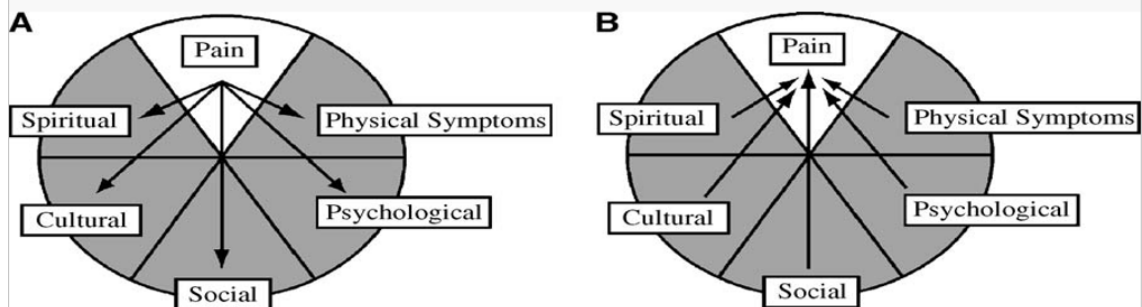 A
Pain
Spiritual
Physical Symptoms
Cultural
Psychological
Social
B
Pain
Spiritual
Physical Symptoms
Cultural
Psychological
Social